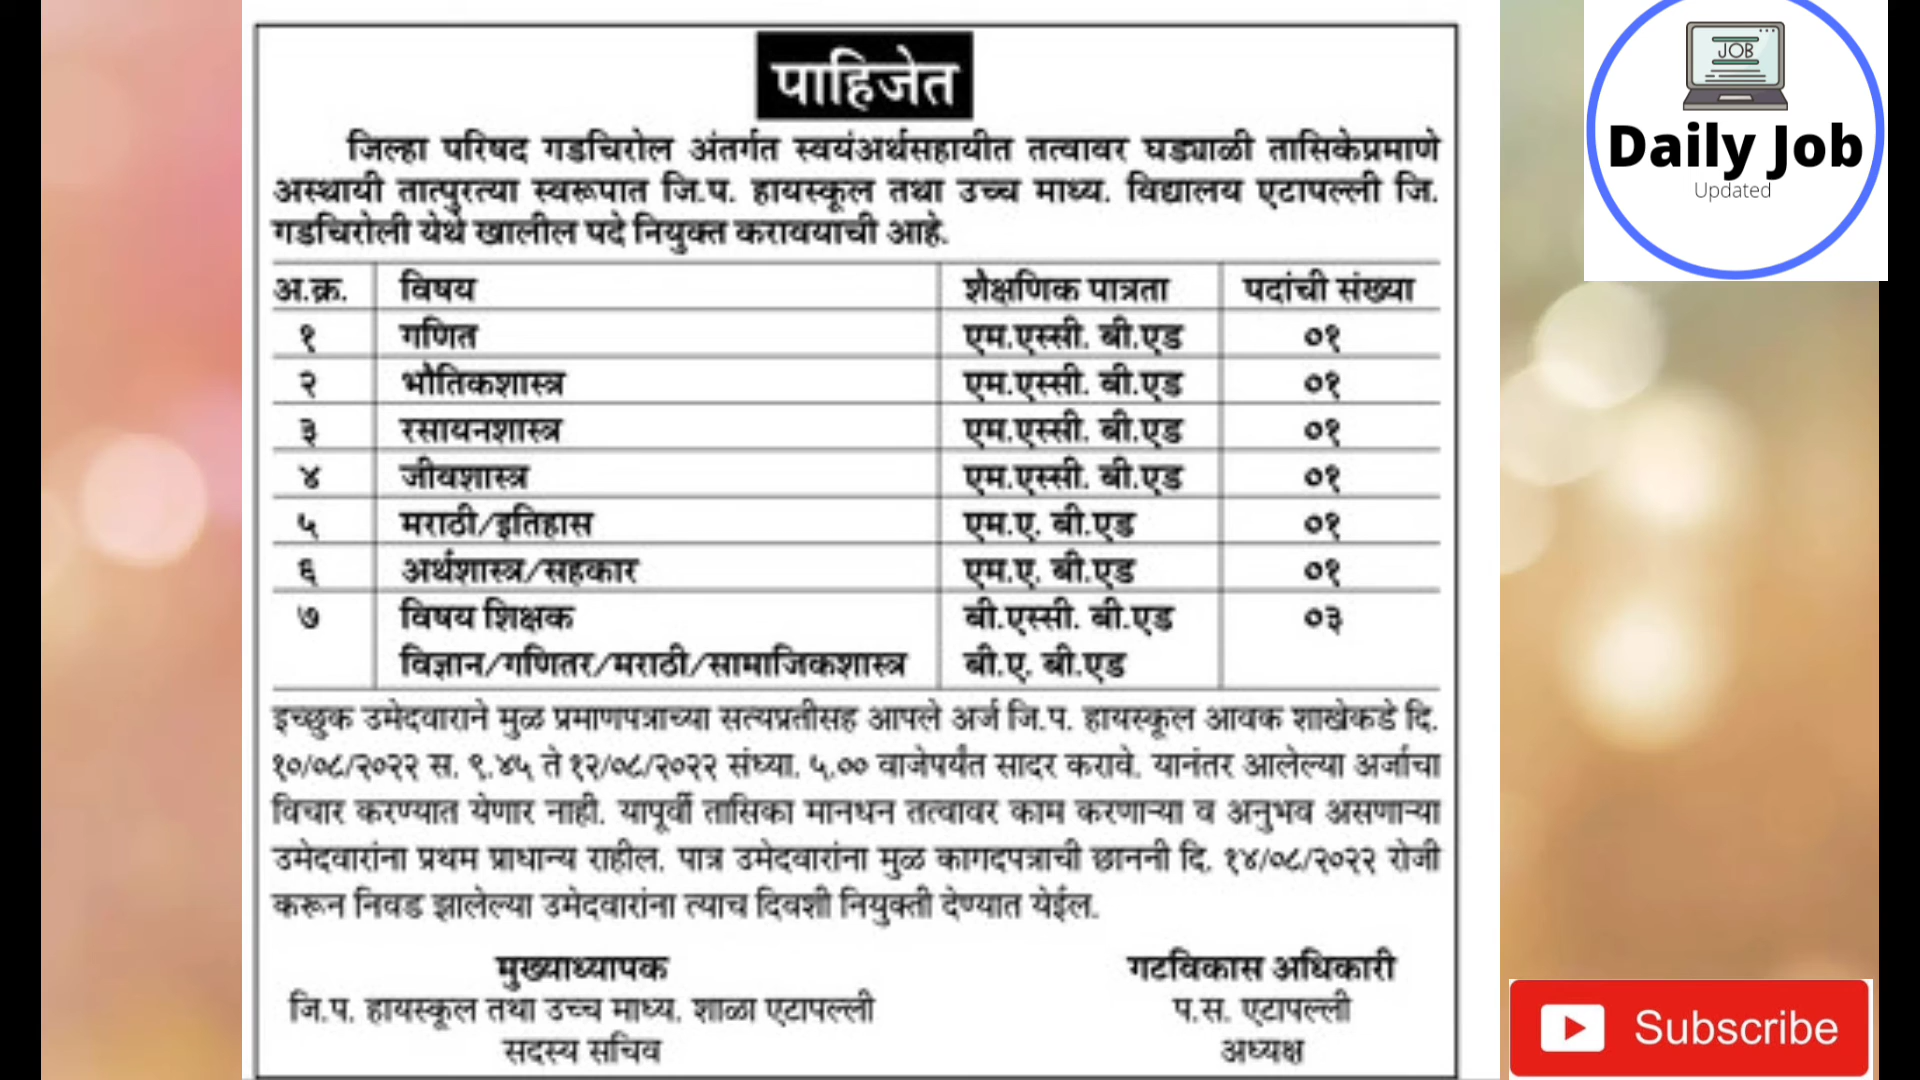 पाहिजेत
जिल्हा परिषद गडचिरोल अंतर्गत स्वयंअर्थसहायीत तत्वावर घड्याळी तासिकेप्रमाणे
अस्थायी तात्पुरत्या स्वरूपात जि.प. हायस्कूल तथा उच्च माध्य. विद्यालय एटापल्ली जि.
गडचिरोली येथे खालील पदे नियुक्त करावयाची आहे.
अ.क्र. विषय शैक्षणिक पात्रता पदांची संख्या
१ गणित एम.एस्सी. बी.एड ०१
२ भौतिकशास्त्र एम.एस्सी. बी.एड ०१
३ रसायनशास्त्र एम.एस्सी. बी.एड ०१
४ जीवशास्त्र एम.एस्सी. बी.एड ०१
५ मराठी/इतिहास एम.ए. बी.एड ०१
६ अर्थशास्त्र/सहकार एम.ए. बी.एड ०१
७ विषय शिक्षक बी.एस्सी. बी.एड ०३
विज्ञान/गणितर/मराठी/सामाजिकशास्त्र बी.ए. बी.एड
इच्छुक उमेदवाराने मुळ प्रमाणपत्राच्या सत्यप्रतीसह आपले अर्ज जि.प. हायस्कूल आवक शाखेकडे दि.
१०/०८/२०२२ स. ९.४५ ते १२/०८/२०२२ संध्या. ५.०० वाजेपर्यंत सादर करावे. यानंतर आलेल्या अर्जाचा
विचार करण्यात येणार नाही. यापूर्वी तासिका मानधन तत्वावर काम करणाऱ्या व अनुभव असणाऱ्या
उमेदवारांना प्रथम प्राधान्य राहील. पात्र उमेदवारांना मुळ कागदपत्राची छाननी दि. १४/०८/२०२२ रोजी
करून निवड झालेल्या उमेदवारांना त्याच दिवशी नियुक्ती देण्यात येईल.
मुख्याध्यापक गटविकास अधिकारी
जि.प. हायस्कूल तथा उच्च माध्य. शाळा एटापल्ली प.स. एटापल्ली
सदस्य सचिव अध्यक्ष
JOB
Daily Job
Updated
Subscribe